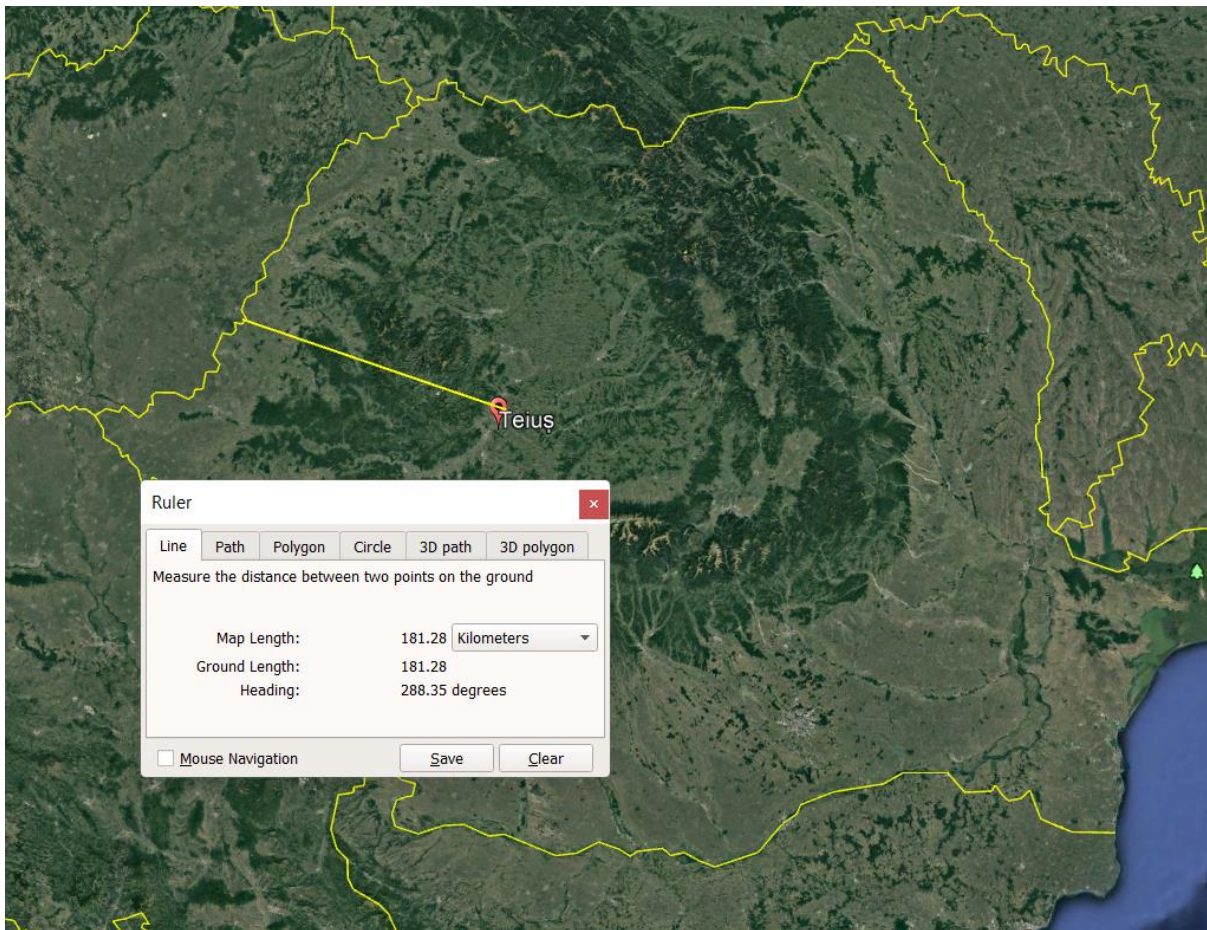 Teiuș
Ruler
Line Path Polygon Circle 3D path 3D polygon
Measure the distance between two points on the ground
Map Length: 181.28 Kilometers
Ground Length: 181.28
Heading: 288.35 degrees
Mouse Navigation Save Clear